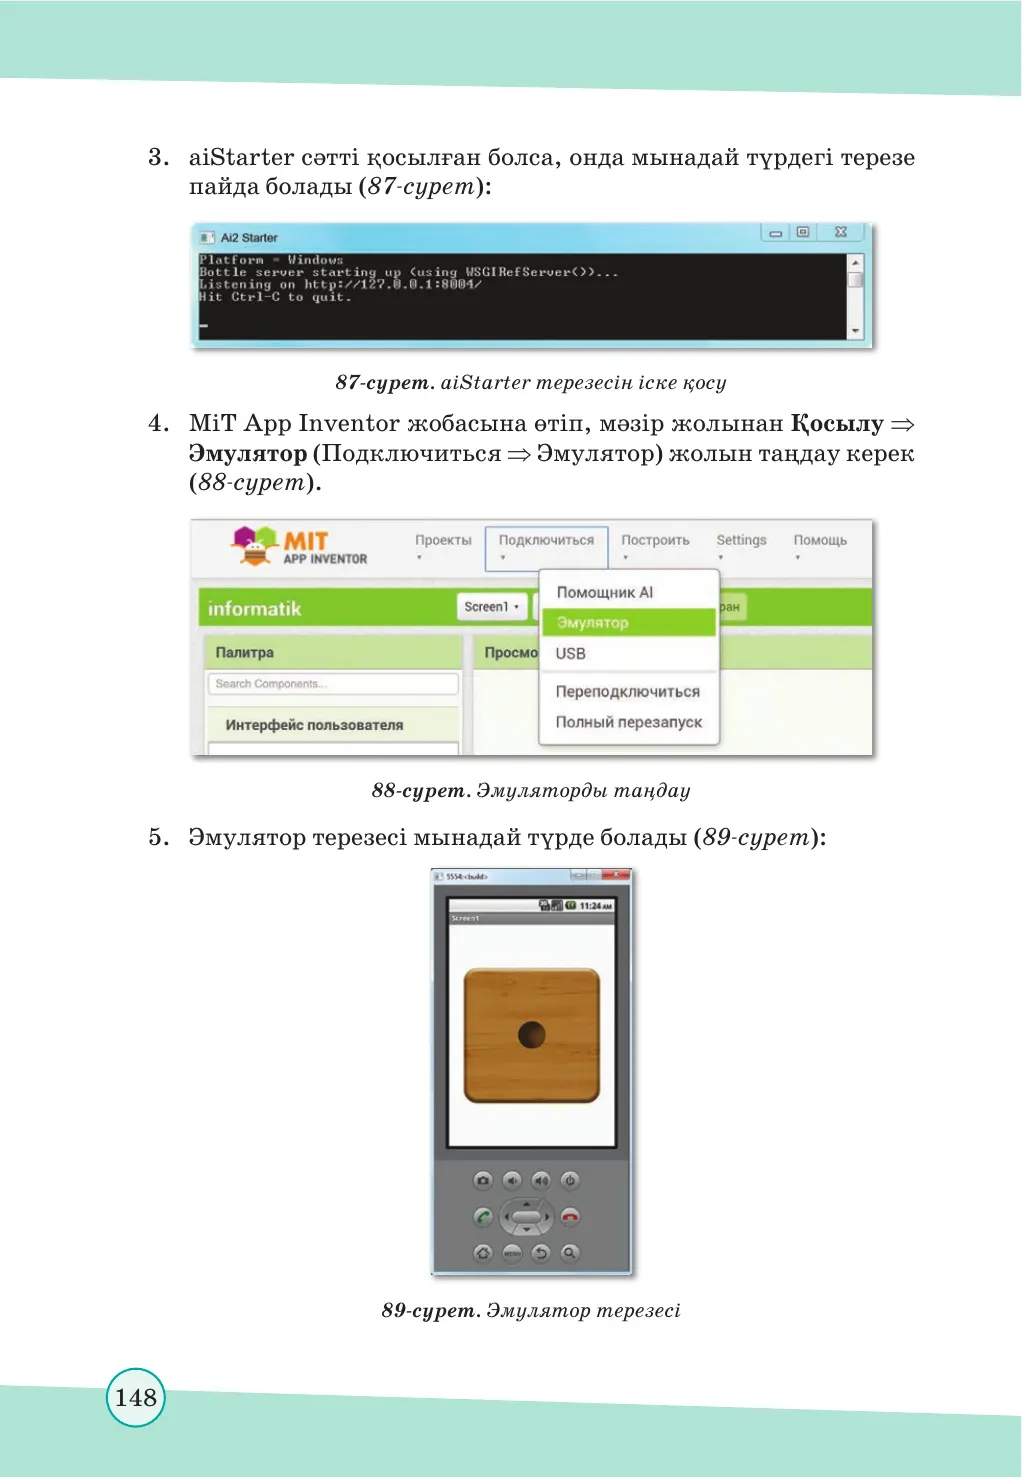 3. aiStarter сәтті қосылған болса, онда мынадай түрдегі терезе
пайда болады (87-сурет):
Ai2 Starter
Platform = Windows
Bottle server starting up (using WSGIRefServer())...
Listening on http://127.0.0.1:8004/
Hit Ctrl-C to quit.
87-сурет. aiStarter терезесін іске қосу
4. MiT App Inventor жобасына өтіп, мәзір жолынан Қосылу ⇒
Эмулятор (Подключиться ⇒ Эмулятор) жолын таңдау керек
(88-сурет).
MIT
APP INVENTOR
Проекты Подключиться Построить Settings Помощь
informatik
Screen1
Помощник AI
Эмулятор
ран
USB
Переподключиться
Полный перезапуск
Палитра
Просмо
Search Components...
Интерфейс пользователя
88-сурет. Эмуляторды таңдау
5. Эмулятор терезесі мынадай түрде болады (89-сурет):
5554:<build>
11:24 AM
Screen1
MENU
89-сурет. Эмулятор терезесі
148